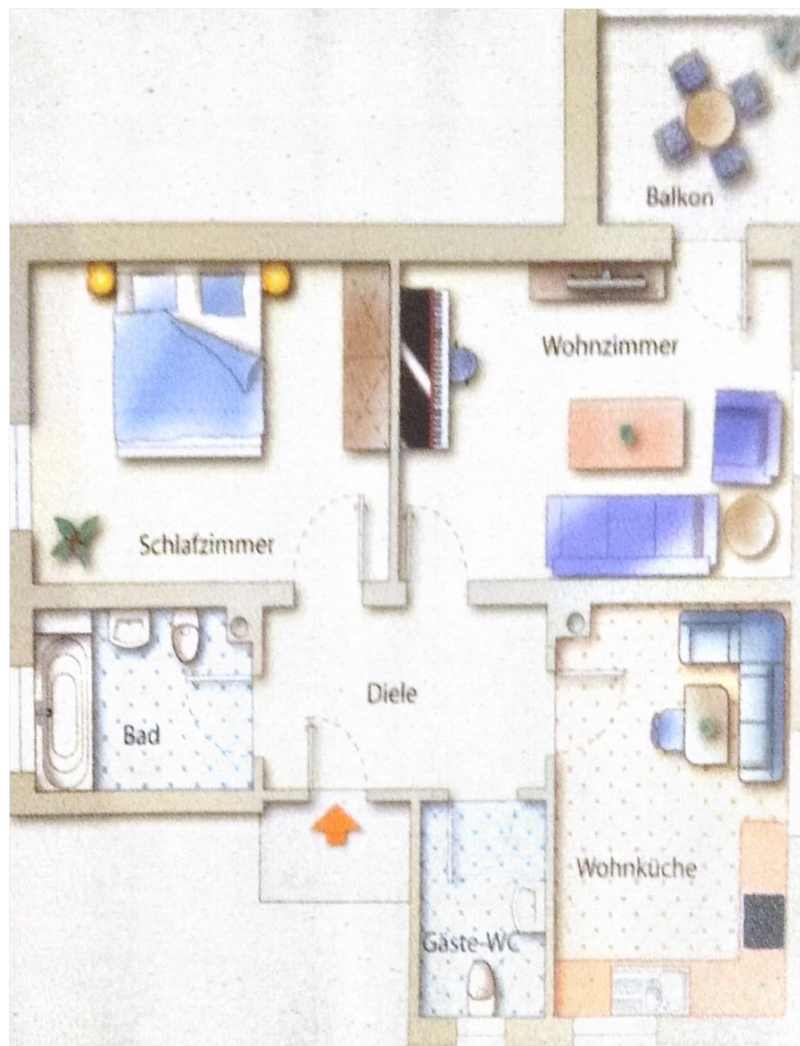 Balkon
Wohnzimmer
Schlafzimmer
Diele
Bad
Wohnküche
Gäste-WC